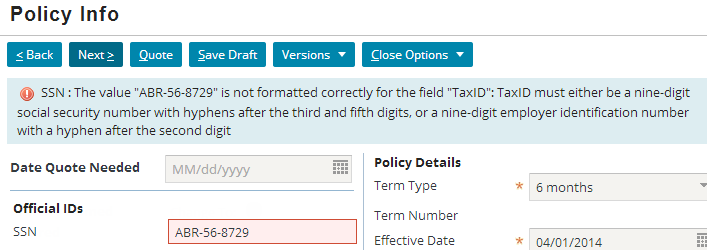 Policy Info
< Back Next > Quote Save Draft Versions Close Options
SSN : The value "ABR-56-8729" is not formatted correctly for the field "TaxID": TaxID must either be a nine-digit
social security number with hyphens after the third and fifth digits, or a nine-digit employer identification number
with a hyphen after the second digit
Date Quote Needed MM/dd/yyyy
Official IDs
SSN ABR-56-8729
Policy Details
Term Type * 6 months
Term Number
Effective Date * 04/01/2014